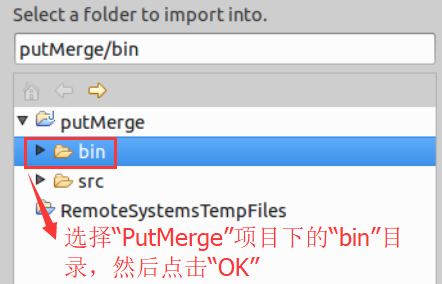 Select a folder to import into.
putMerge/bin
putMerge
bin
src
RemoteSystemsTempFiles
选择“PutMerge”项目下的“bin”目
录，然后点击“OK”